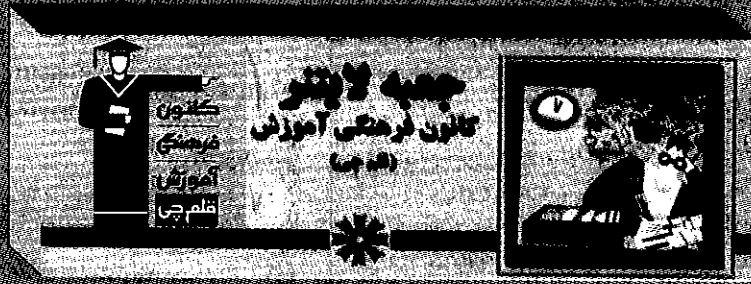 جعبه لایتنر
کانون فرهنگی آموزش
(قلم چی)
کانون
فرهنگی
آموزش
قلم چی